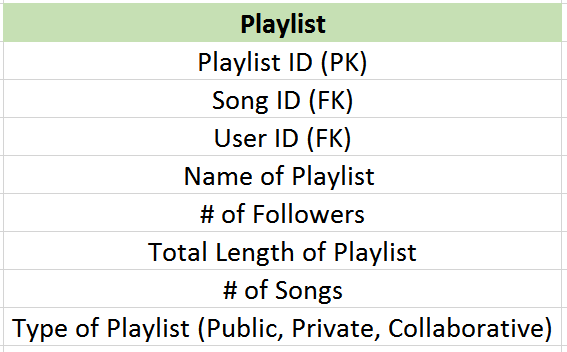 Playlist
Playlist ID (PK)
Song ID (FK)
User ID (FK)
Name of Playlist
# of Followers
Total Length of Playlist
# of Songs
Type of Playlist (Public, Private, Collaborative)